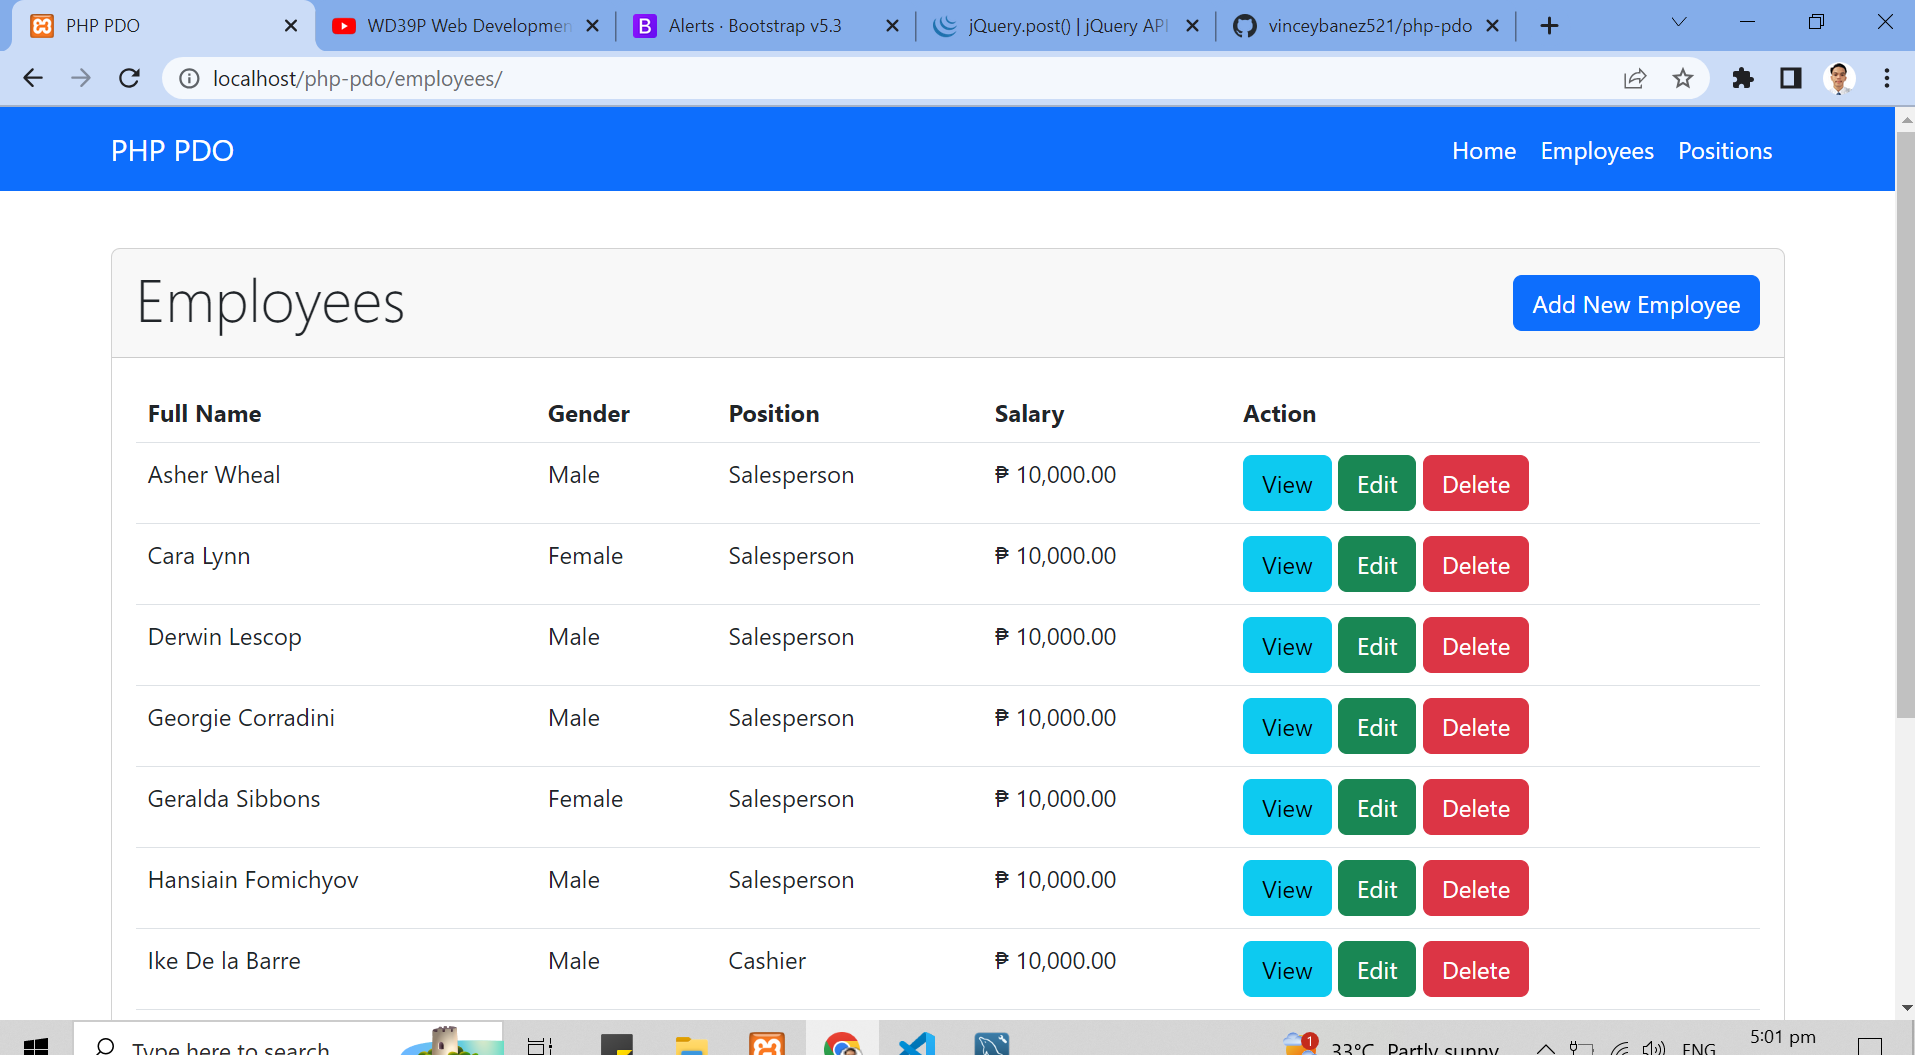 PHP PDO
WD39P Web Developmen
Alerts · Bootstrap v5.3
jQuery.post() | jQuery API
vinceybanez521/php-pdo
localhost/php-pdo/employees/
PHP PDO
Home Employees Positions
Employees
Add New Employee
Full Name Gender Position Salary Action
Asher Wheal Male Salesperson ₱ 10,000.00 View Edit Delete
Cara Lynn Female Salesperson ₱ 10,000.00 View Edit Delete
Derwin Lescop Male Salesperson ₱ 10,000.00 View Edit Delete
Georgie Corradini Male Salesperson ₱ 10,000.00 View Edit Delete
Geralda Sibbons Female Salesperson ₱ 10,000.00 View Edit Delete
Hansiain Fomichyov Male Salesperson ₱ 10,000.00 View Edit Delete
Ike De la Barre Male Cashier ₱ 10,000.00 View Edit Delete
Type here to search
1
33°C Partly sunny
ENG
5:01 pm